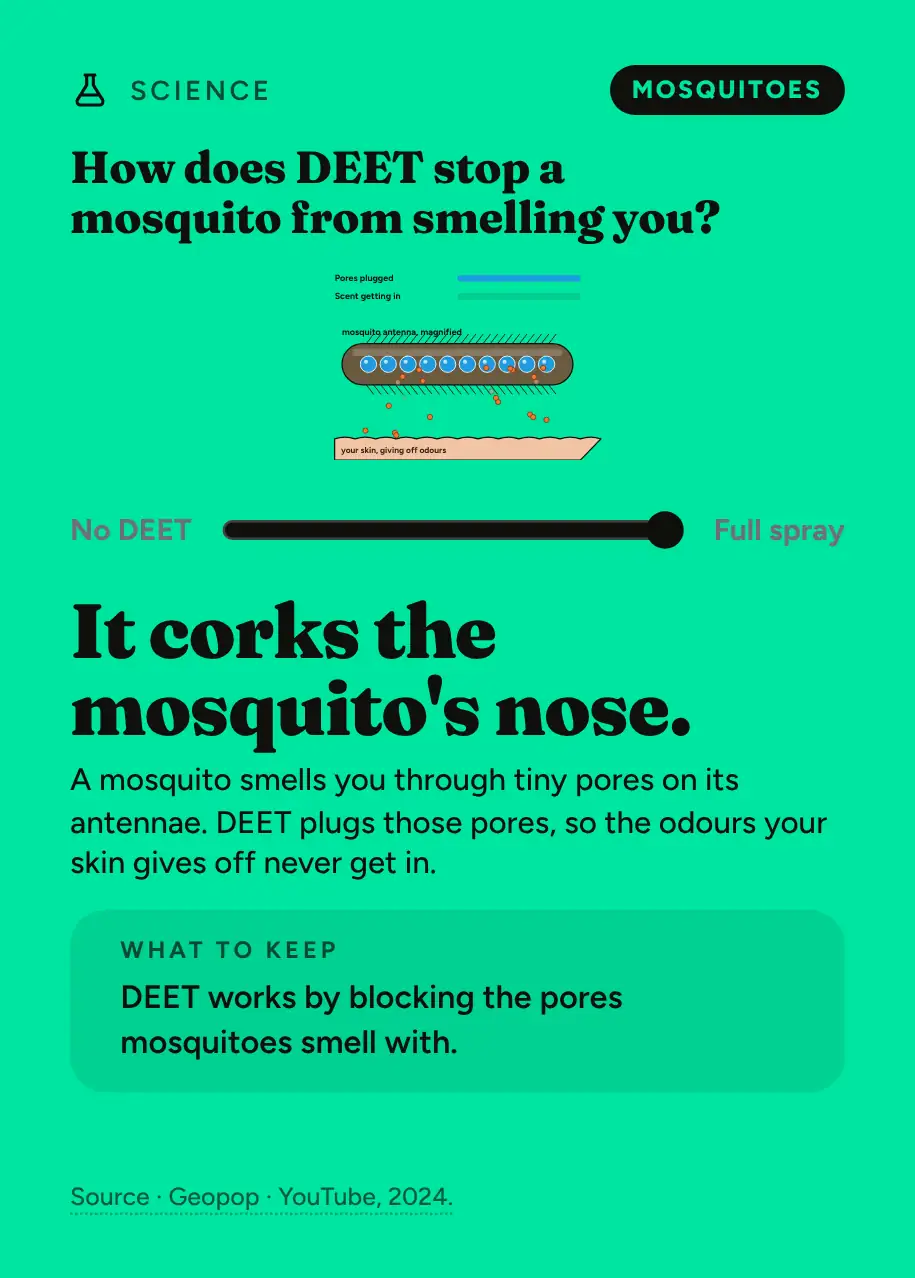 SCIENCE
MOSQUITOES
How does DEET stop a
mosquito from smelling you?
Pores plugged
Scent getting in
mosquito antenna, magnified
your skin, giving off odours
No DEET
Full spray
It corks the
mosquito's nose.
A mosquito smells you through tiny pores on its
antennae. DEET plugs those pores, so the odours your
skin gives off never get in.
WHAT TO KEEP
DEET works by blocking the pores
mosquitoes smell with.
Source · Geopop · YouTube, 2024.